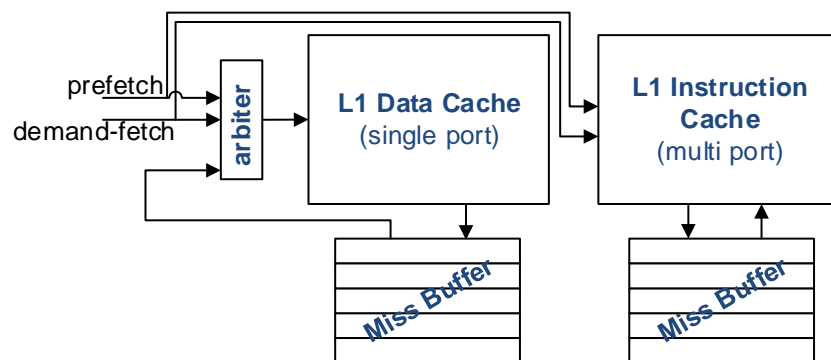 prefetch
demand-fetch
arbiter
L1 Data Cache
(single port)
L1 Instruction
Cache
(multi port)
Miss Buffer
Miss Buffer